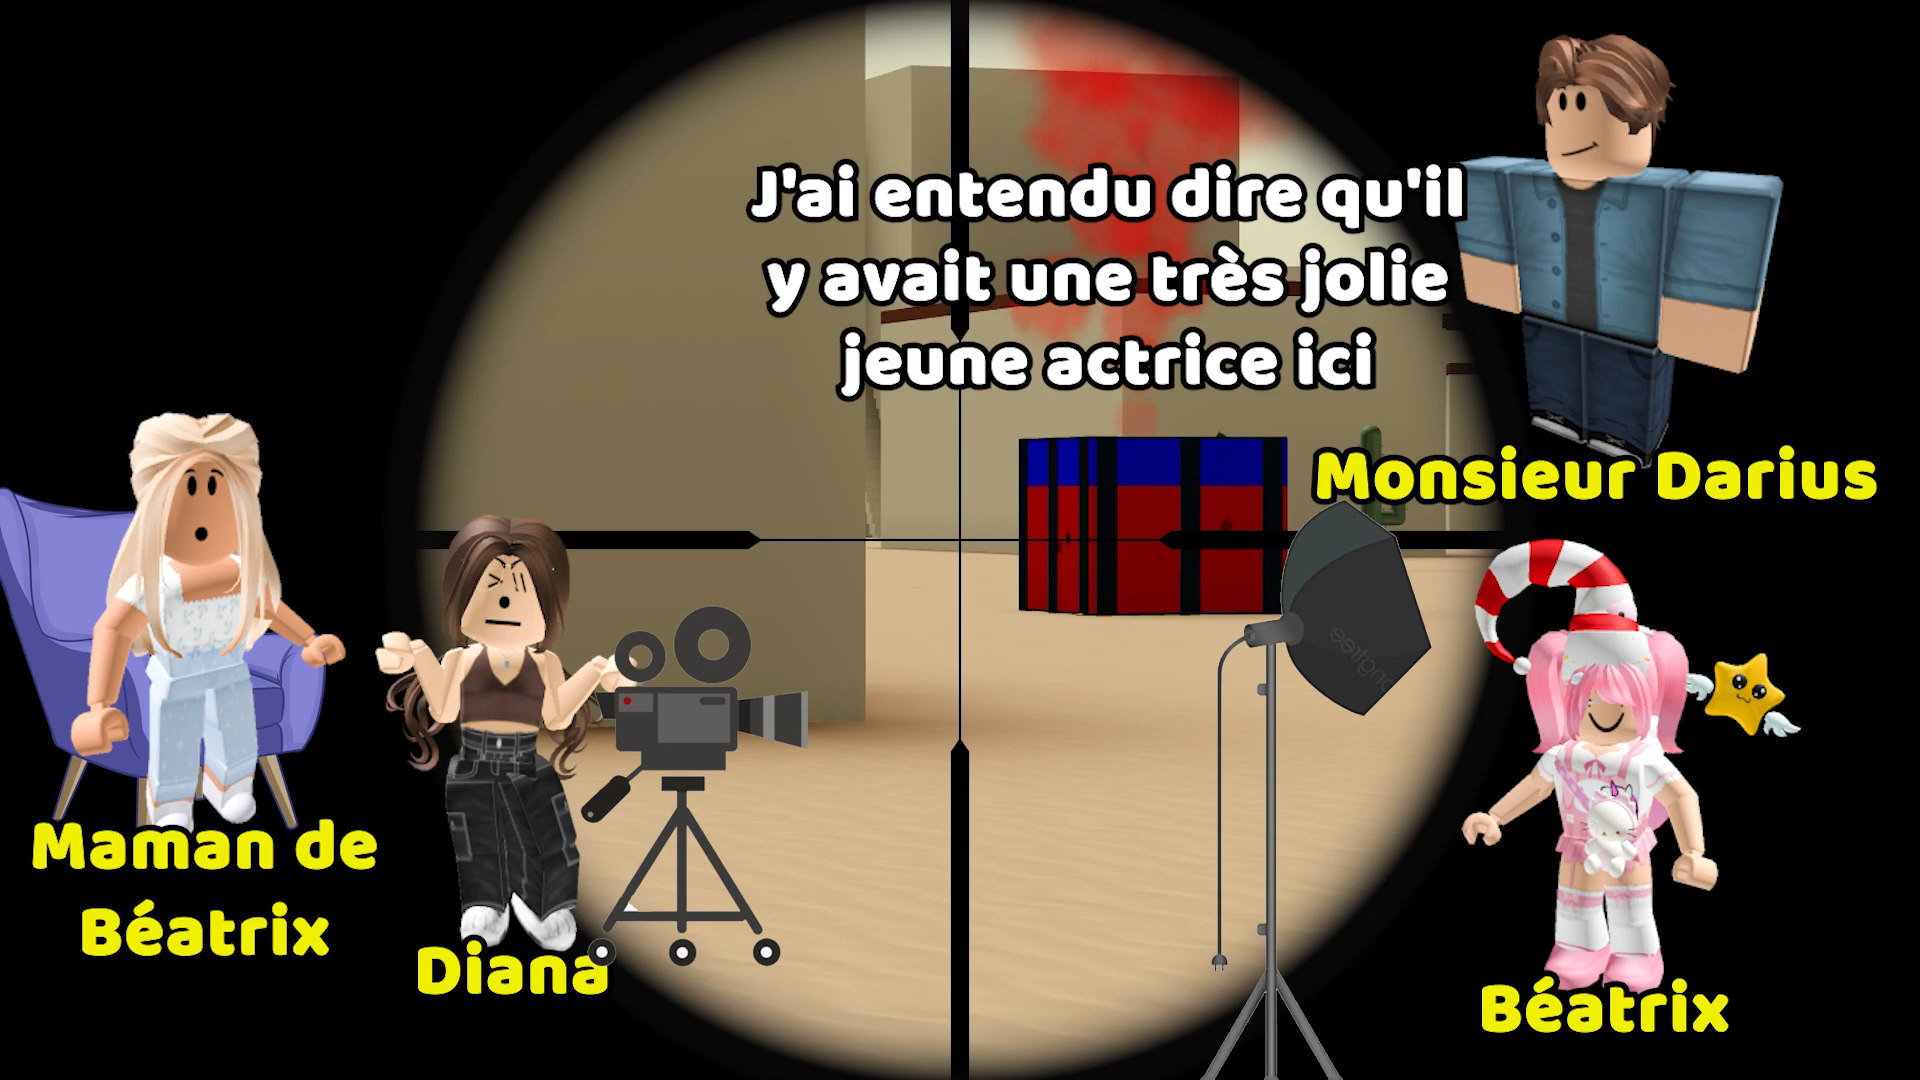 J'ai entendu dire qu'il
y avait une très jolie
jeune actrice ici
Monsieur Darius
Maman de
Béatrix
Diana
Béatrix